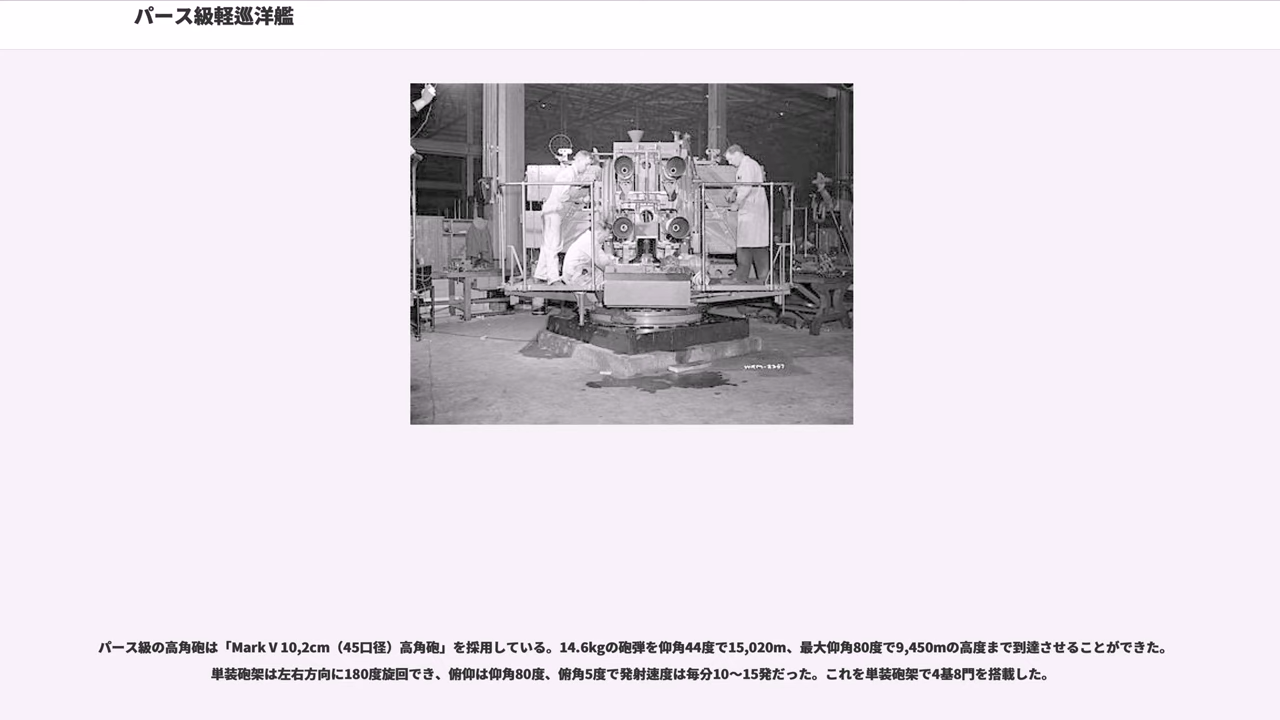 パース級軽巡洋艦
WRM-2267
パース級の高角砲は「Mark V 10,2cm（45口径）高角砲」を採用している。14.6kgの砲弾を仰角44度で15,020m、最大仰角80度で9,450mの高度まで到達させることができた。
単装砲架は左右方向に180度旋回でき、俯仰は仰角80度、俯角5度で発射速度は毎分10～15発だった。これを単装砲架で4基8門を搭載した。